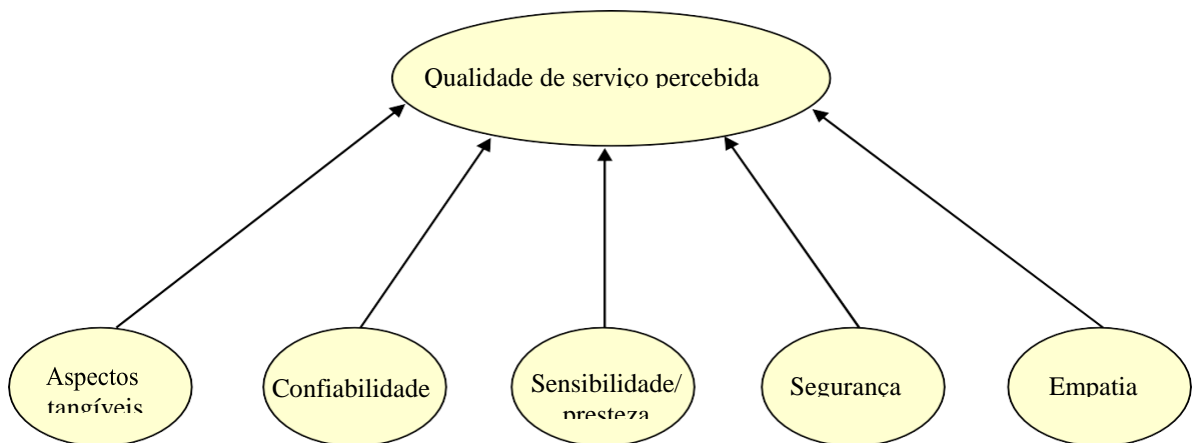 Qualidade de serviço percebida
Aspectos
tangíveis
Confiabilidade
Sensibilidade/
presteza
Segurança
Empatia